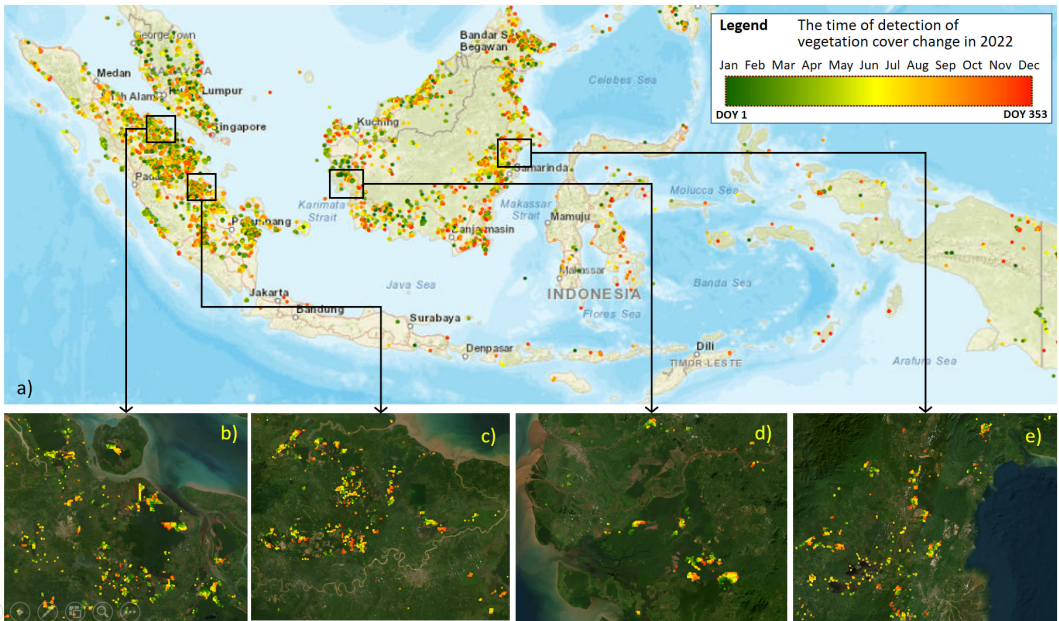 Legend The time of detection of
vegetation cover change in 2022
Jan Feb Mar Apr May Jun Jul Aug Sep Oct Nov Dec
DOY 1 DOY 353
Bandar S
Begawan
Celebes Sea
Medan
Lumpur
Singapore
Kuching
Samarinda
Karimata
Strait
Makassar
Strait
Molucca Sea
Mamuju
Makassar
Java Sea
Banda Sea
INDONESIA
Flores Sea
Jakarta
Bandung
Surabaya
Denpasar
Dili
TIMOR-LESTE
Arafura Sea
a)
b)
c)
d)
e)